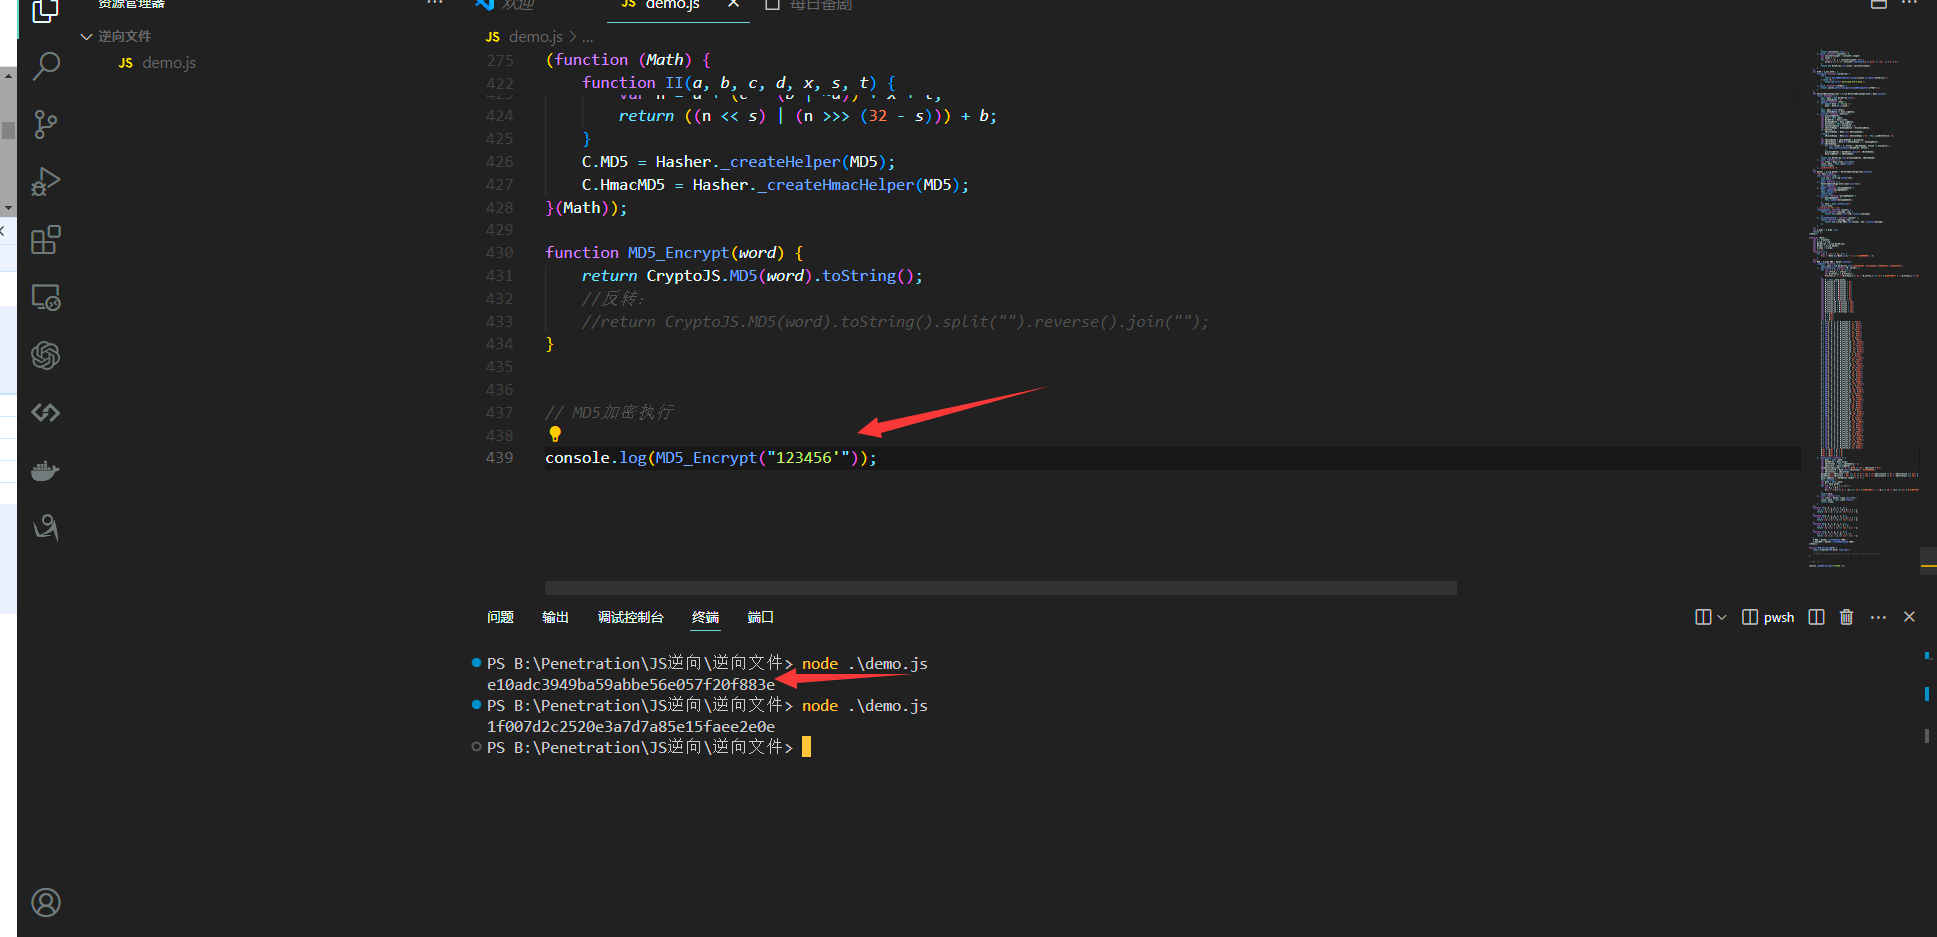 资源管理器
欢迎
JS demo.js
每日番剧
逆向文件
JS demo.js
JS demo.js > ...
275 (function (Math) {
422 function II(a, b, c, d, x, s, t) {
424 return ((n << s) | (n >>> (32 - s))) + b;
425 }
426 C.MD5 = Hasher._createHelper(MD5);
427 C.HmacMD5 = Hasher._createHmacHelper(MD5);
428 }(Math));
429
430 function MD5_Encrypt(word) {
431 return CryptoJS.MD5(word).toString();
432 //反转:
433 //return CryptoJS.MD5(word).toString().split("").reverse().join("");
434 }
435
436
437 // MD5加密执行
438
439 console.log(MD5_Encrypt("123456'"));
问题 输出 调试控制台 终端 端口
pwsh
PS B:\Penetration\JS逆向\逆向文件> node .\demo.js
e10adc3949ba59abbe56e057f20f883e
PS B:\Penetration\JS逆向\逆向文件> node .\demo.js
1f007d2c2520e3a7d7a85e15faee2e0e
PS B:\Penetration\JS逆向\逆向文件>